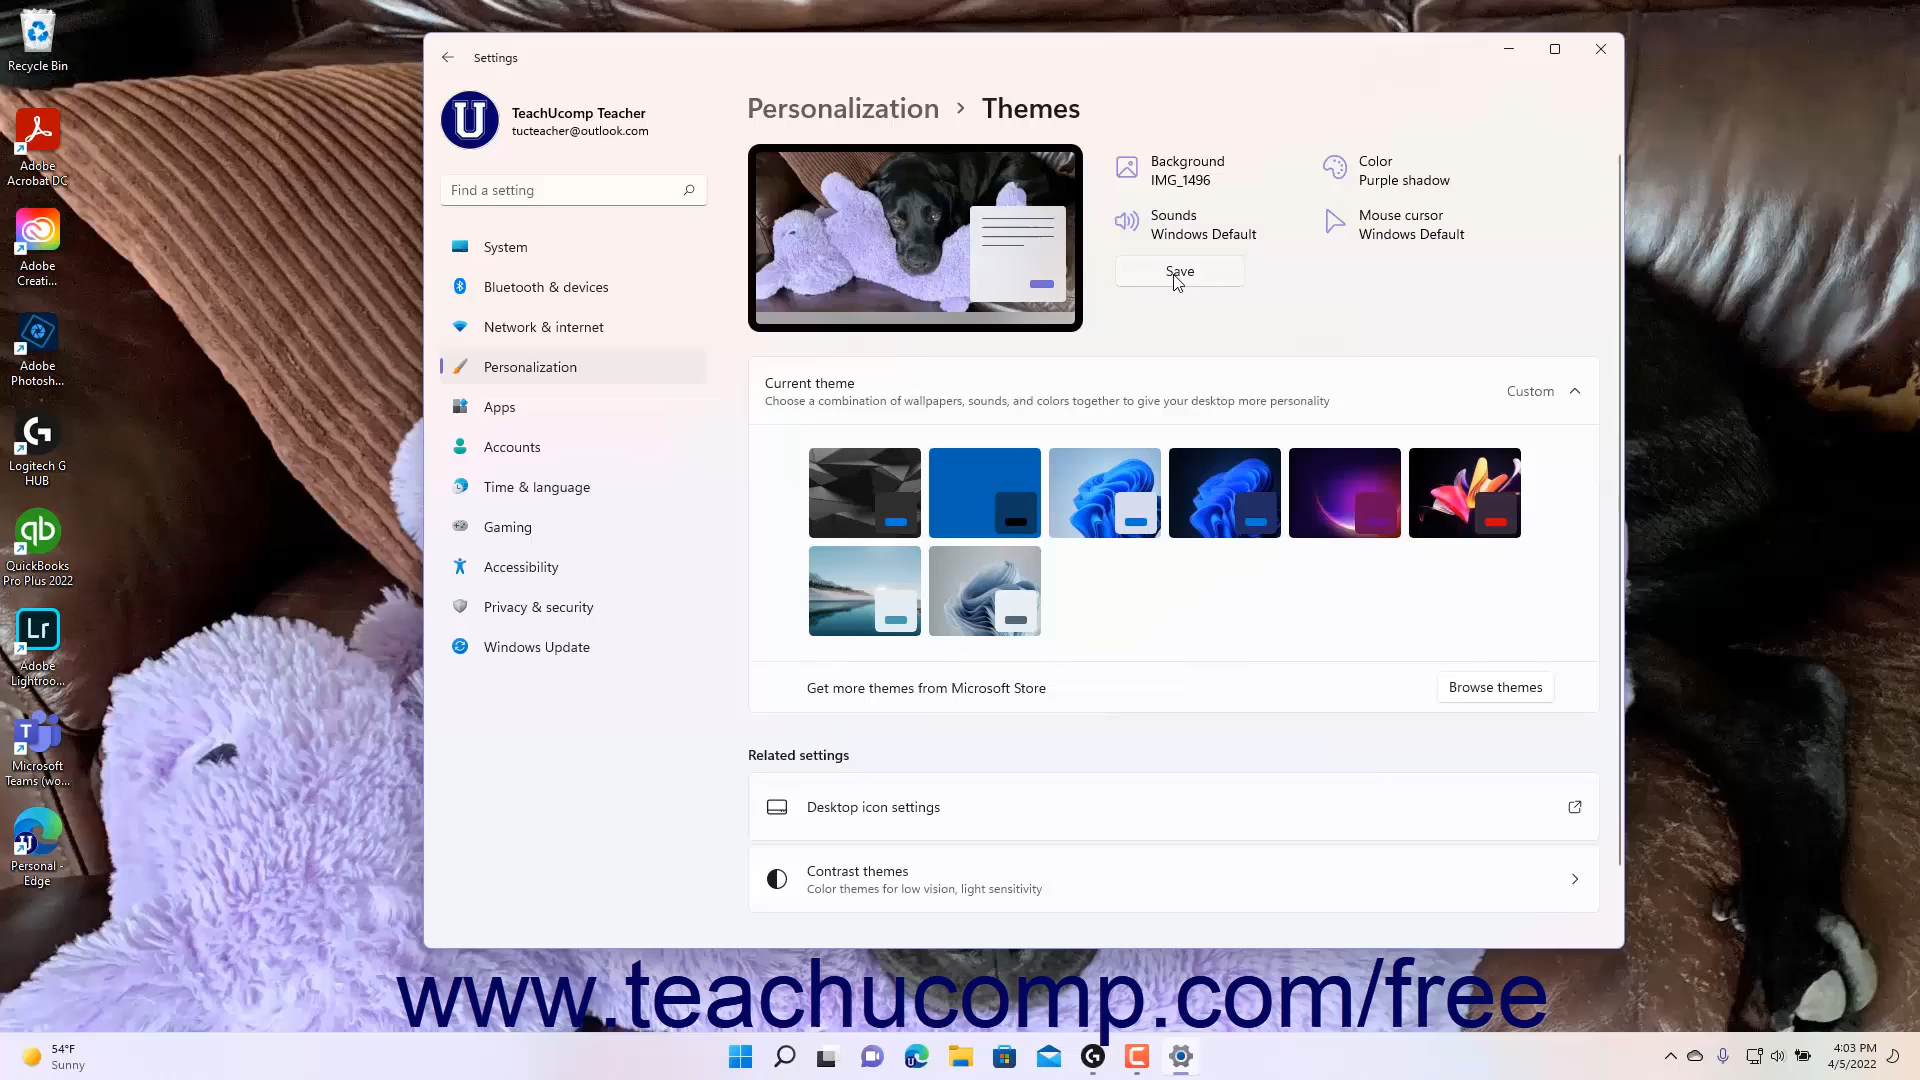 Recycle Bin
Adobe
Acrobat DC
Adobe
Creati...
Adobe
Photosh...
Logitech G
HUB
qb
QuickBooks
Pro Plus 2022
Lr
Adobe
Lightroo...
T
Microsoft
Teams (wo...
U
Personal -
Edge
Settings
U
TeachUcomp Teacher
tucteacher@outlook.com
Find a setting
System
Bluetooth & devices
Network & internet
Personalization
Apps
Accounts
Time & language
Gaming
Accessibility
Privacy & security
Windows Update
Personalization > Themes
Background
IMG_1496
Color
Purple shadow
Sounds
Windows Default
Mouse cursor
Windows Default
Save
Current theme
Choose a combination of wallpapers, sounds, and colors together to give your desktop more personality
Custom
Get more themes from Microsoft Store
Browse themes
Related settings
Desktop icon settings
Contrast themes
Color themes for low vision, light sensitivity
www.teachucomp.com/free
54°F
Sunny
4:03 PM
4/5/2022